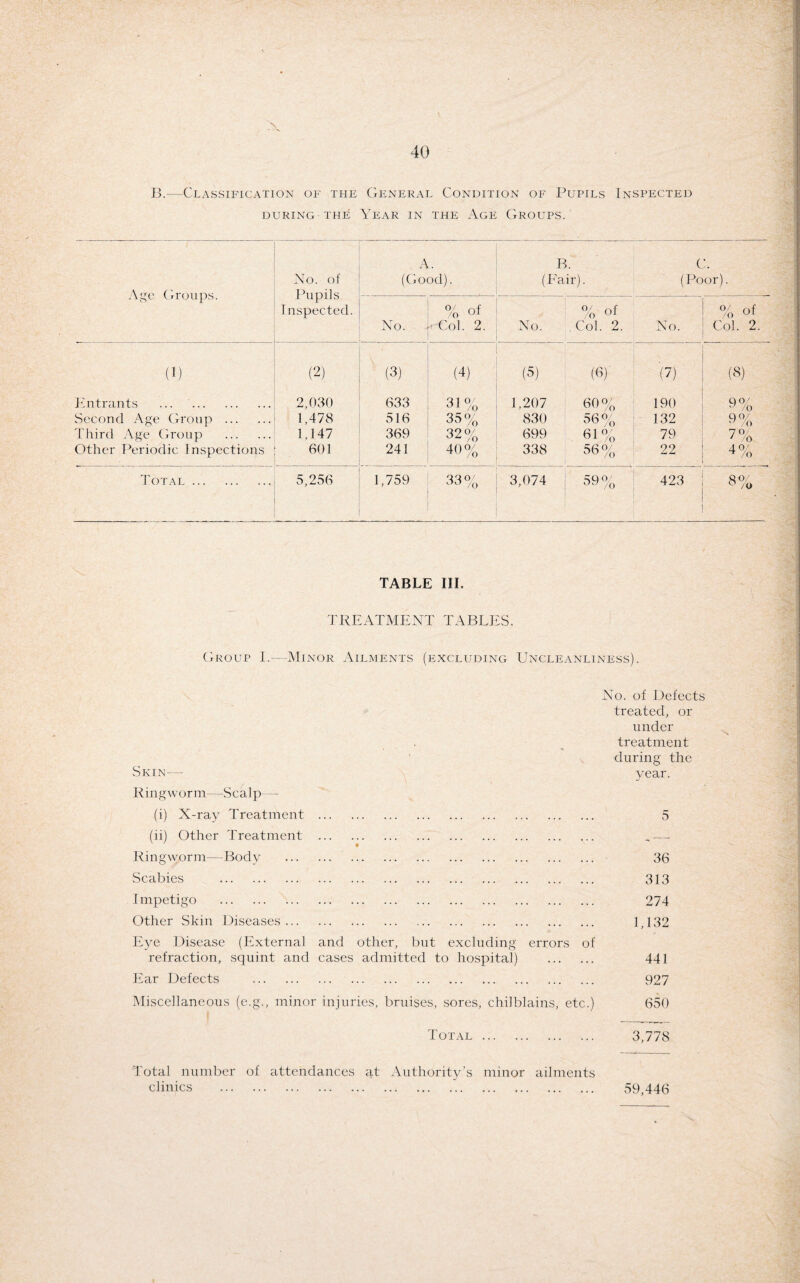 40
B.—Classification of the General Condition of Pupils Inspected
during the Year in the Age Groups.
Age Groups. No. of Pupils Inspected. A. (Good). B. (Fair). C. (Poor).
No. % of Col. 2. No. % of Col. 2. No. % of Col. 2.
(1) (2) (3) (4) (5) (6) (7) (8)
Entrants ... ... ... ... 2,030 633 31% 1,207 60% 190 9%
Second Age Group ... ... 1,478 516 35% 830 56% 132 9%
Third Age Group ... ... 1,147 369 32% 699 61% 79 7%
Other Periodic Inspections 601 241 40% 338 56% 22 4%
Total ... ... ... 5,256 1,759 33% 3,074 59% 423 8%
TABLE III.
TREATMENT TABLES.
Group I.—Minor Ailments (excluding Uncleanliness).
No. of Defects
treated, or
under
treatment
during the
Skin— year.
Ringworm—Scalp—
(i) X-ray Treatment ... ... ... ... ... ... ... ... ... 5
(ii) Other Treatment ... ... ... ... ... ... ... ... ... —
Ringworm—Body ... ... ... ... ... ... ... ... ... ... 36
Scabies ... ... ... ... ... ... ... ... ... ... ... ... 313
Impetigo ... ... ... ... ... ... ... ... ... ... ... ... 274
Other Skin Diseases ... ... ... ... ... ... ... ... ... ... 1,132
Eye Disease (External and other, but excluding errors of
refraction, squint and cases admitted to hospital) ... ... 441
Ear Defects ... ... ... ... ... ... ... ... ... ... ... 927
Miscellaneous (e.g., minor injuries, bruises, sores, chilblains, etc.) 650
Total ... ... ... ... 3,778
Total number of attendances at Authority's minor ailments
clinics ... ... ... ... ... ... ... ... ... ... ... ... 59,446